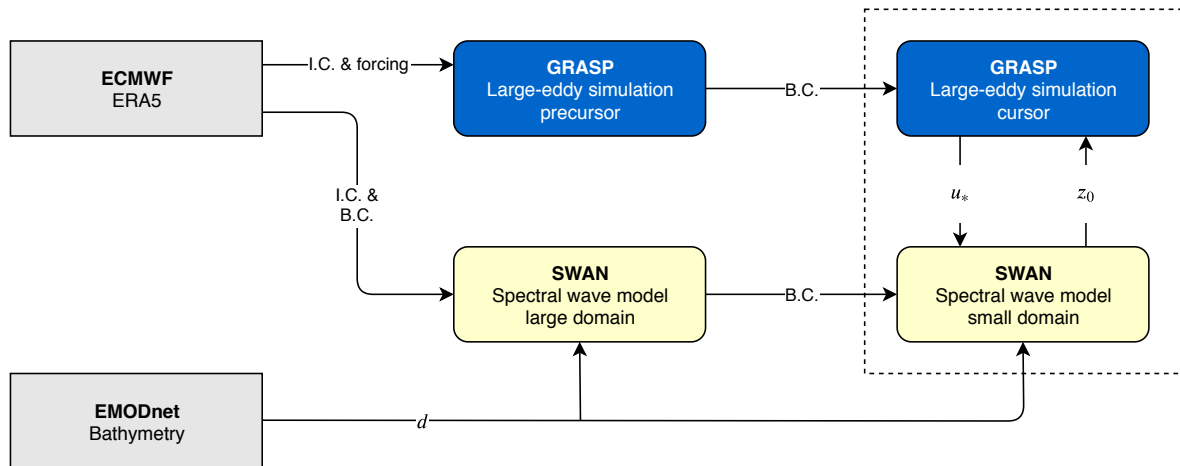 ECMWF
ERA5
I.C. & forcing
GRASP
Large-eddy simulation
precursor
B.C.
GRASP
Large-eddy simulation
cursor
I.C. &
B.C.
u*
z0
SWAN
Spectral wave model
large domain
B.C.
SWAN
Spectral wave model
small domain
EMODnet
Bathymetry
d